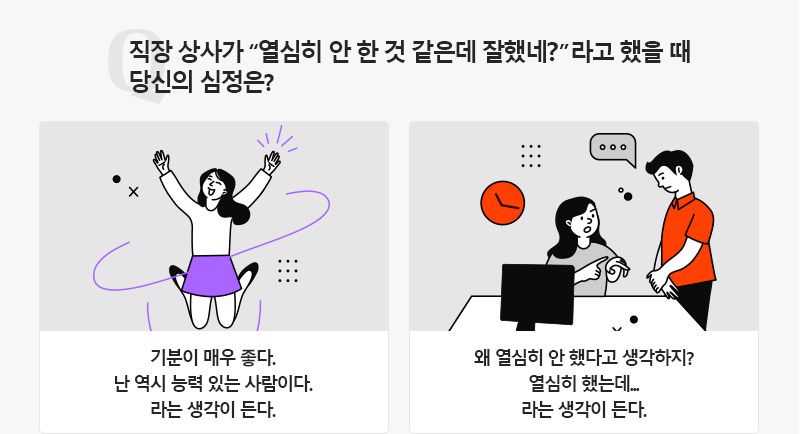 Q
직장 상사가 “열심히 안 한 것 같은데 잘했네?”라고 했을 때
당신의 심정은?
기분이 매우 좋다.
난 역시 능력 있는 사람이다.
라는 생각이 든다.
왜 열심히 안 했다고 생각하지?
열심히 했는데...
라는 생각이 든다.